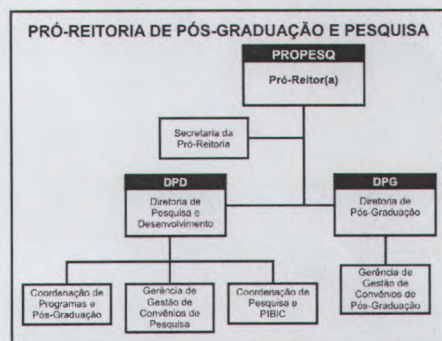 PRÓ-REITORIA DE PÓS-GRADUAÇÃO E PESQUISA
PROPESQ
Pró-Reitor(a)
Secretaria da
Pró-Reitoria
DPD
Diretoria de
Pesquisa e
Desenvolvimento
DPG
Diretoria de
Pós-Graduação
Coordenação de
Programas e
Pós-Graduação
Gerência de
Gestão de
Convênios de
Pesquisa
Coordenação de
Pesquisa e
PIBIC
Gerência de
Gestão de
Convênios de
Pós-Graduação